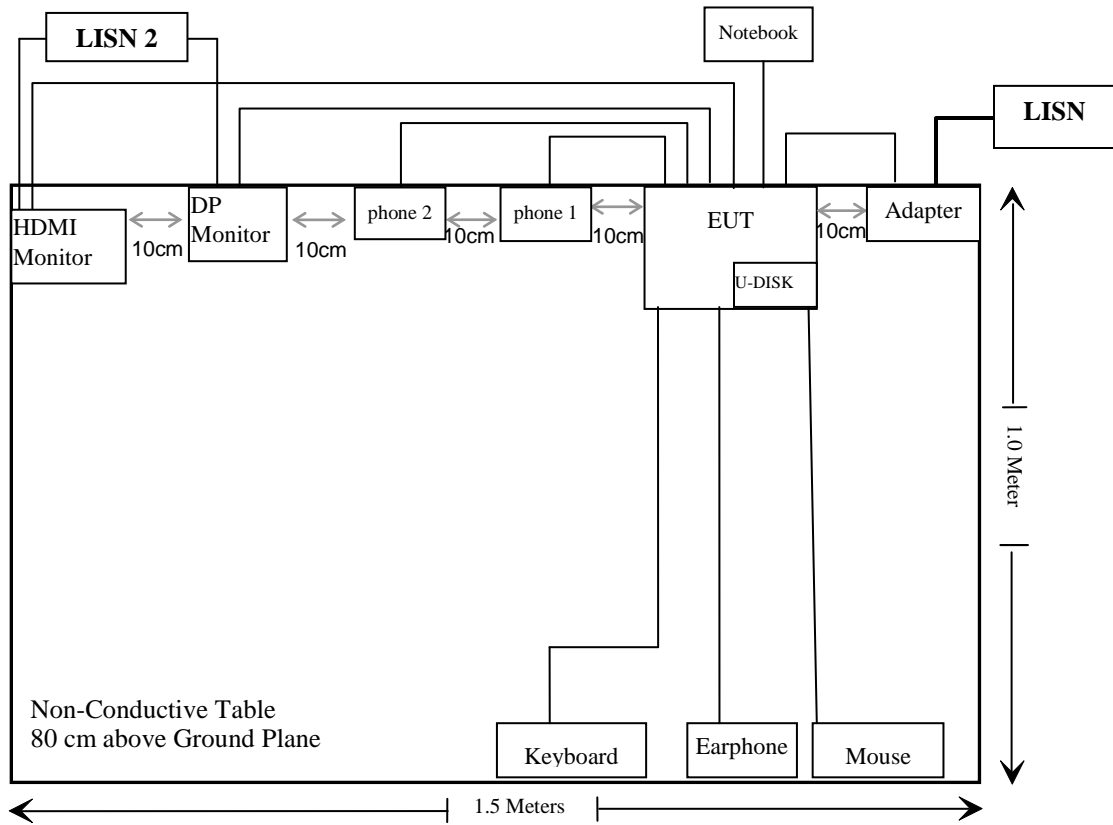 LISN 2
Notebook
LISN
HDMI
Monitor
10cm
DP
Monitor
10cm
phone 2
10cm
phone 1
10cm
EUT
U-DISK
10cm
Adapter
1.0 Meter
Non-Conductive Table
80 cm above Ground Plane
Keyboard
Earphone
Mouse
1.5 Meters